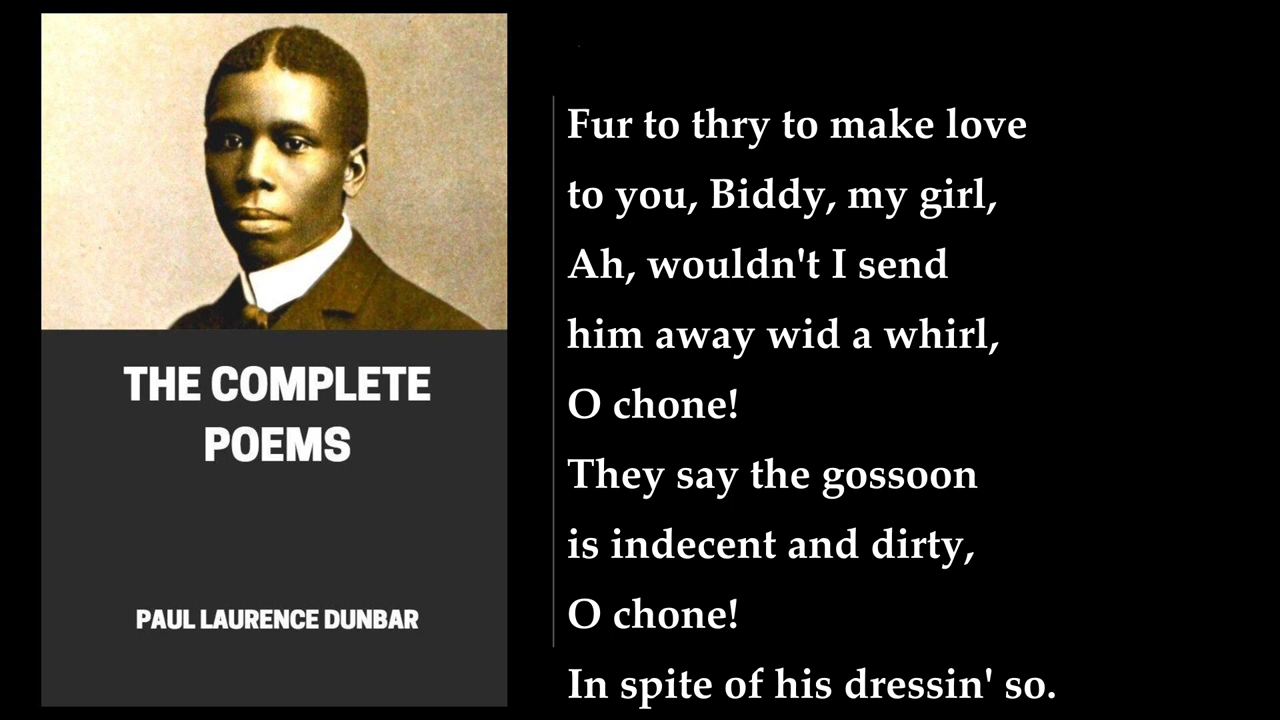 THE COMPLETE
POEMS
PAUL LAURENCE DUNBAR
Fur to thry to make love
to you, Biddy, my girl,
Ah, wouldn't I send
him away wid a whirl,
O chone!
They say the gossoon
is indecent and dirty,
O chone!
In spite of his dressin' so.